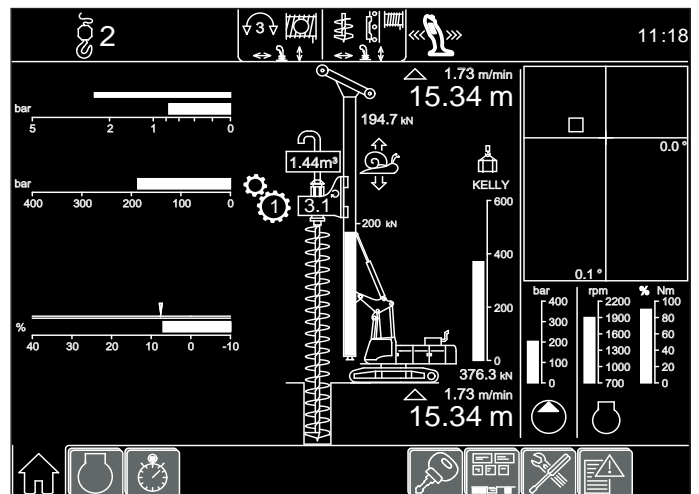 2
3
11:18
1.73 m/min
15.34 m
194.7 kN
bar
5 2 1 0
1.44m³
KELLY
0.0 °
bar
400 300 200 100 0
1
3.1
600
400
200
0
200 kN
0.1 °
%
40 30 20 10 0 -10
376.3 kN
1.73 m/min
15.34 m
bar
400
300
200
100
0
rpm
2200
1900
1600
1300
1000
700
% Nm
100
80
60
40
20
0